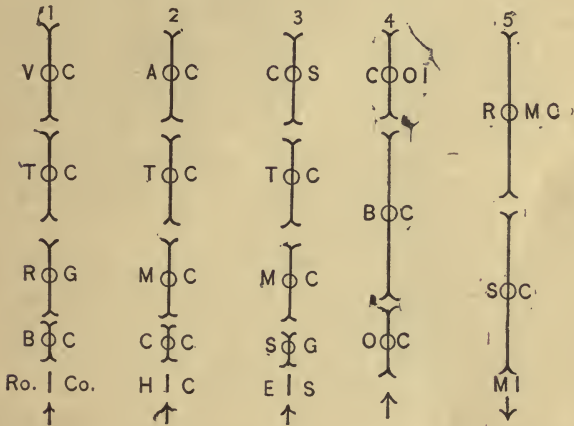 1 2 3 4 5
V C A C C S C O I
R M C
T C T C T C
B C
R G M C M C
S C
B C C C S G O C
Ro. Co. H C E S M I